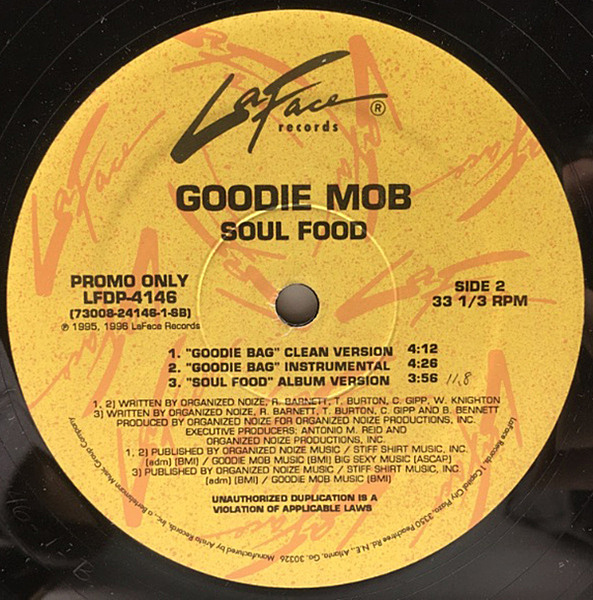 LaFace
records ®
GOODIE MOB
SOUL FOOD
PROMO ONLY
LFDP-4146
(73008-24146-1-SB)
℗ 1995, 1996 LaFace Records
SIDE 2
33 1/3 RPM
1. "GOODIE BAG" CLEAN VERSION 4:12
2. "GOODIE BAG" INSTRUMENTAL 4:26
3. "SOUL FOOD" ALBUM VERSION 3:56 118
1. 2) WRITTEN BY ORGANIZED NOIZE, R. BARNETT, T. BURTON, C. GIPP, W. KNIGHTON
3) WRITTEN BY ORGANIZED NOIZE, R. BARNETT, T. BURTON, C. GIPP AND B. BENNETT
PRODUCED BY ORGANIZED NOIZE FOR ORGANIZED NOIZE PRODUCTIONS, INC.
EXECUTIVE PRODUCERS: ANTONIO M. REID AND
ORGANIZED NOIZE PRODUCTIONS, INC.
1. 2) PUBLISHED BY ORGANIZED NOIZE MUSIC / STIFF SHIRT MUSIC, INC.
(adm) (BMI) / GOODIE MOB MUSIC (BMI) BIG SEXY MUSIC (ASCAP)
3) PUBLISHED BY ORGANIZED NOIZE MUSIC / STIFF SHIRT MUSIC, INC.
(adm) (BMI) / GOODIE MOB MUSIC (BMI)
UNAUTHORIZED DUPLICATION IS A
VIOLATION OF APPLICABLE LAWS
LaFace Records, 1 Capital City Plaza, 3350 Peachtree Rd. N.E., Atlanta, Ga. 30326 Manufactured by Arista Records, Inc., a Bertelsmann Music Group Company